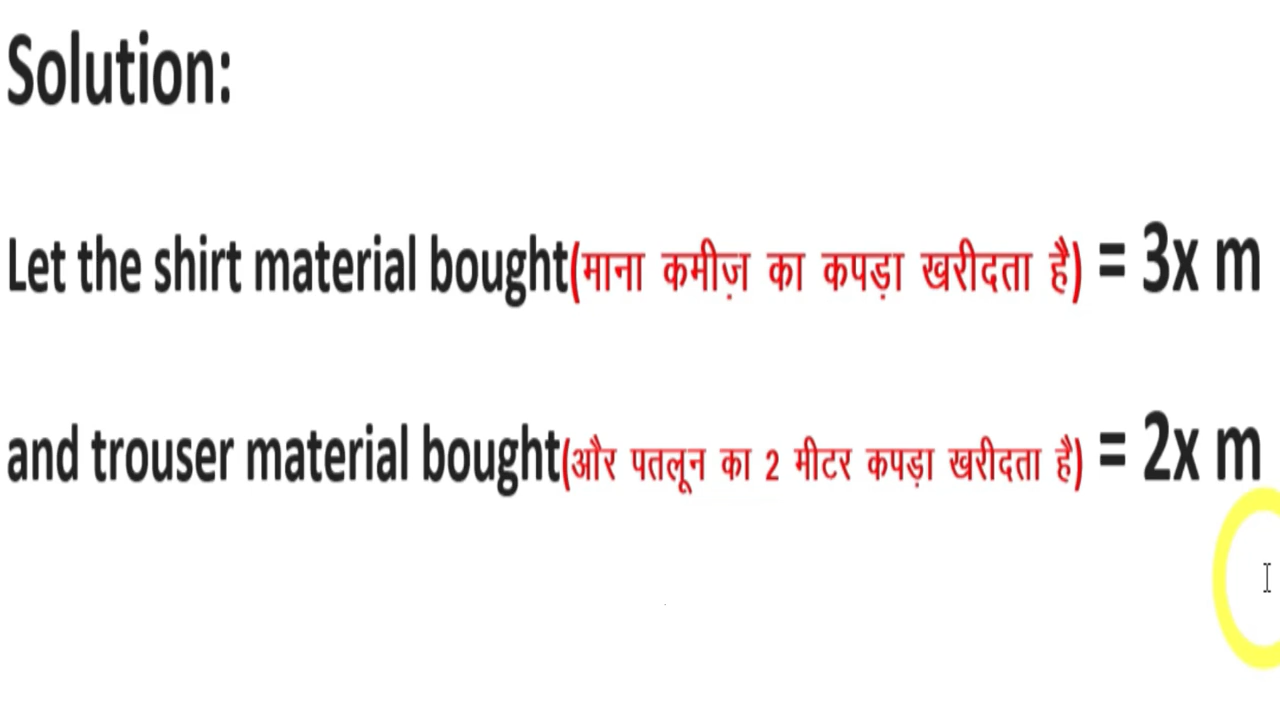 Solution:
Let the shirt material bought(माना कमीज़ का कपड़ा खरीदता है) = 3x m
and trouser material bought(और पतलून का 2 मीटर कपड़ा खरीदता है) = 2x m